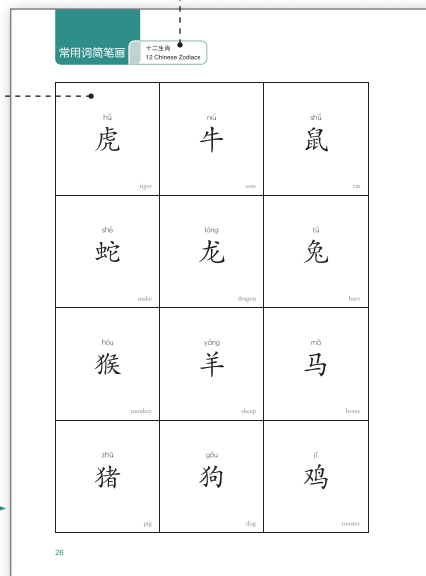 常用词简笔画
十二生肖
12 Chinese Zodiacs
hǔ
虎
tiger
niú
牛
cow
shǔ
鼠
rat
shé
蛇
snake
lóng
龙
dragon
tù
兔
hare
hóu
猴
monkey
yáng
羊
sheep
mǎ
马
horse
zhū
猪
pig
gǒu
狗
dog
jī
鸡
rooster
26